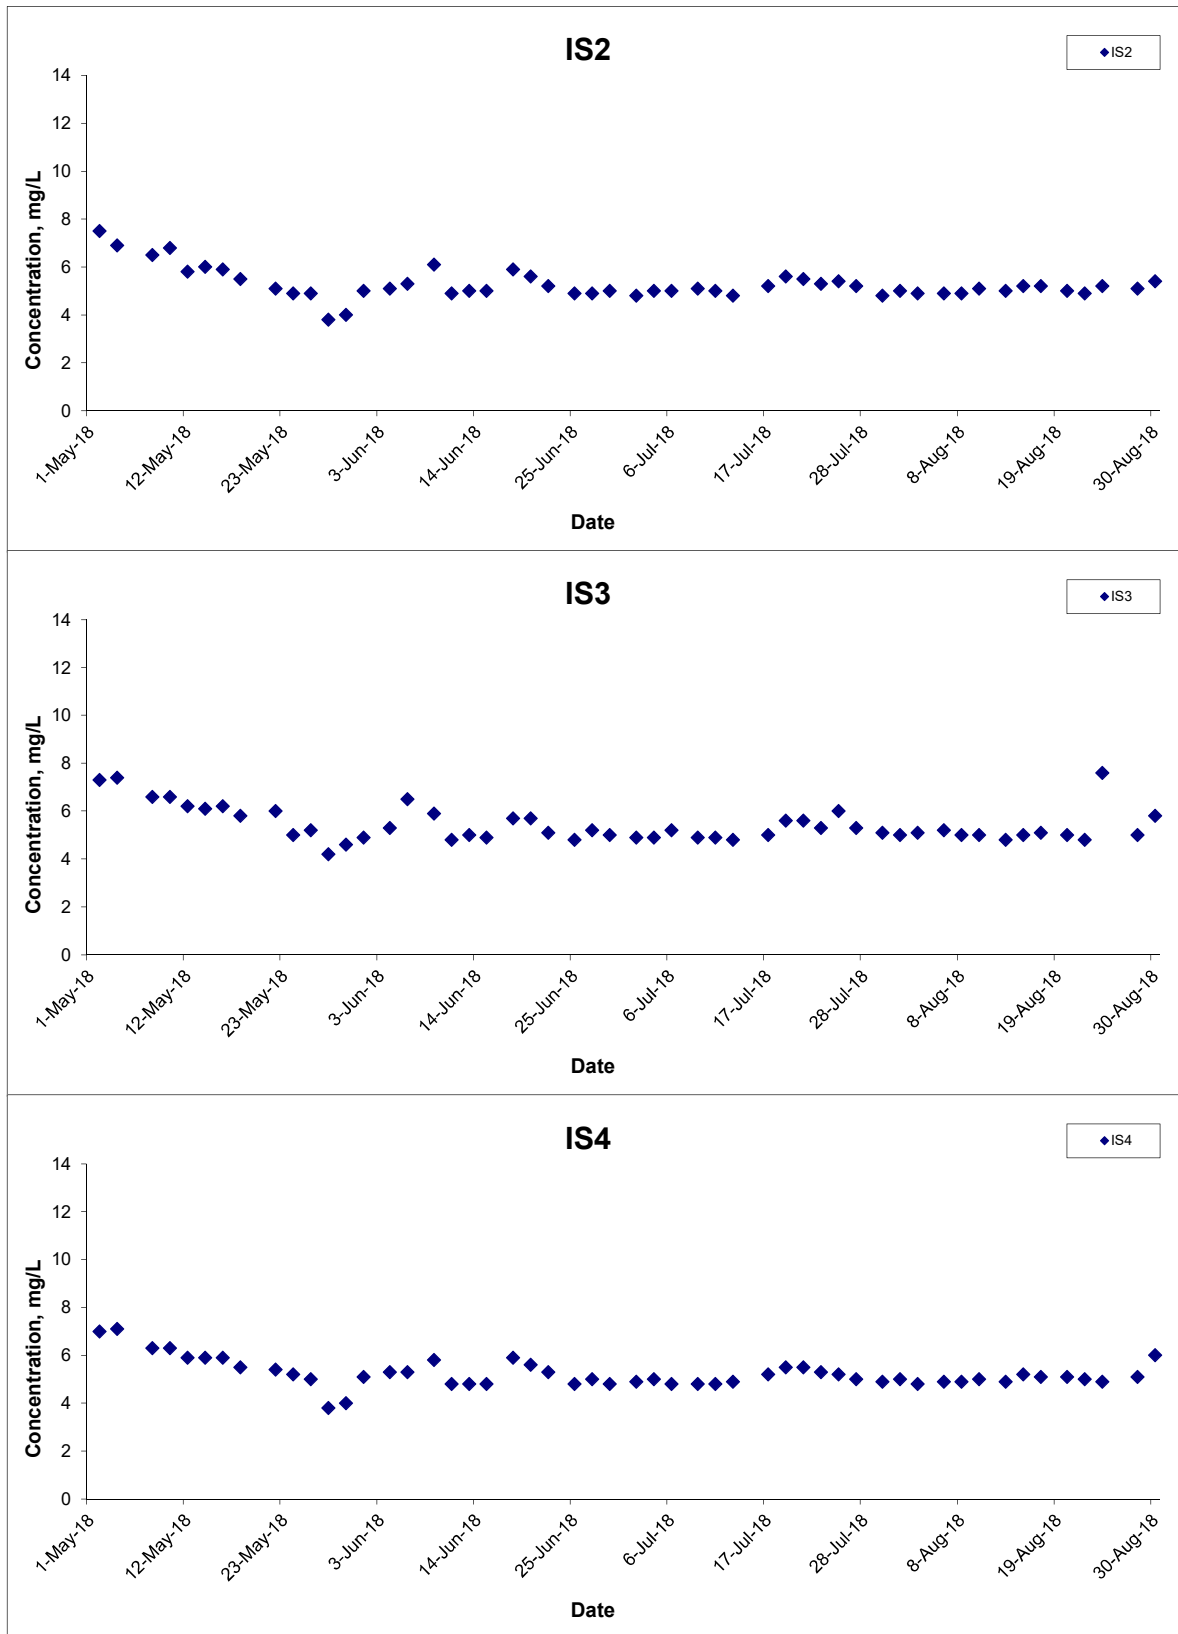 IS2
IS2
Concentration, mg/L
14
12
10
8
6
4
2
0
1-May-18
12-May-18
23-May-18
3-Jun-18
14-Jun-18
25-Jun-18
6-Jul-18
17-Jul-18
28-Jul-18
8-Aug-18
19-Aug-18
30-Aug-18
Date
IS3
IS3
Concentration, mg/L
14
12
10
8
6
4
2
0
1-May-18
12-May-18
23-May-18
3-Jun-18
14-Jun-18
25-Jun-18
6-Jul-18
17-Jul-18
28-Jul-18
8-Aug-18
19-Aug-18
30-Aug-18
Date
IS4
IS4
Concentration, mg/L
14
12
10
8
6
4
2
0
1-May-18
12-May-18
23-May-18
3-Jun-18
14-Jun-18
25-Jun-18
6-Jul-18
17-Jul-18
28-Jul-18
8-Aug-18
19-Aug-18
30-Aug-18
Date